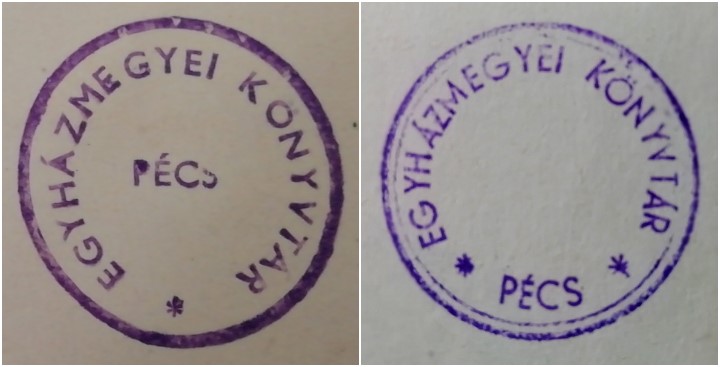 EGYHÁZMEGYEI KÖNYVTÁR
PÉCS
*
EGYHÁZMEGYEI KÖNYVTÁR
* PÉCS *